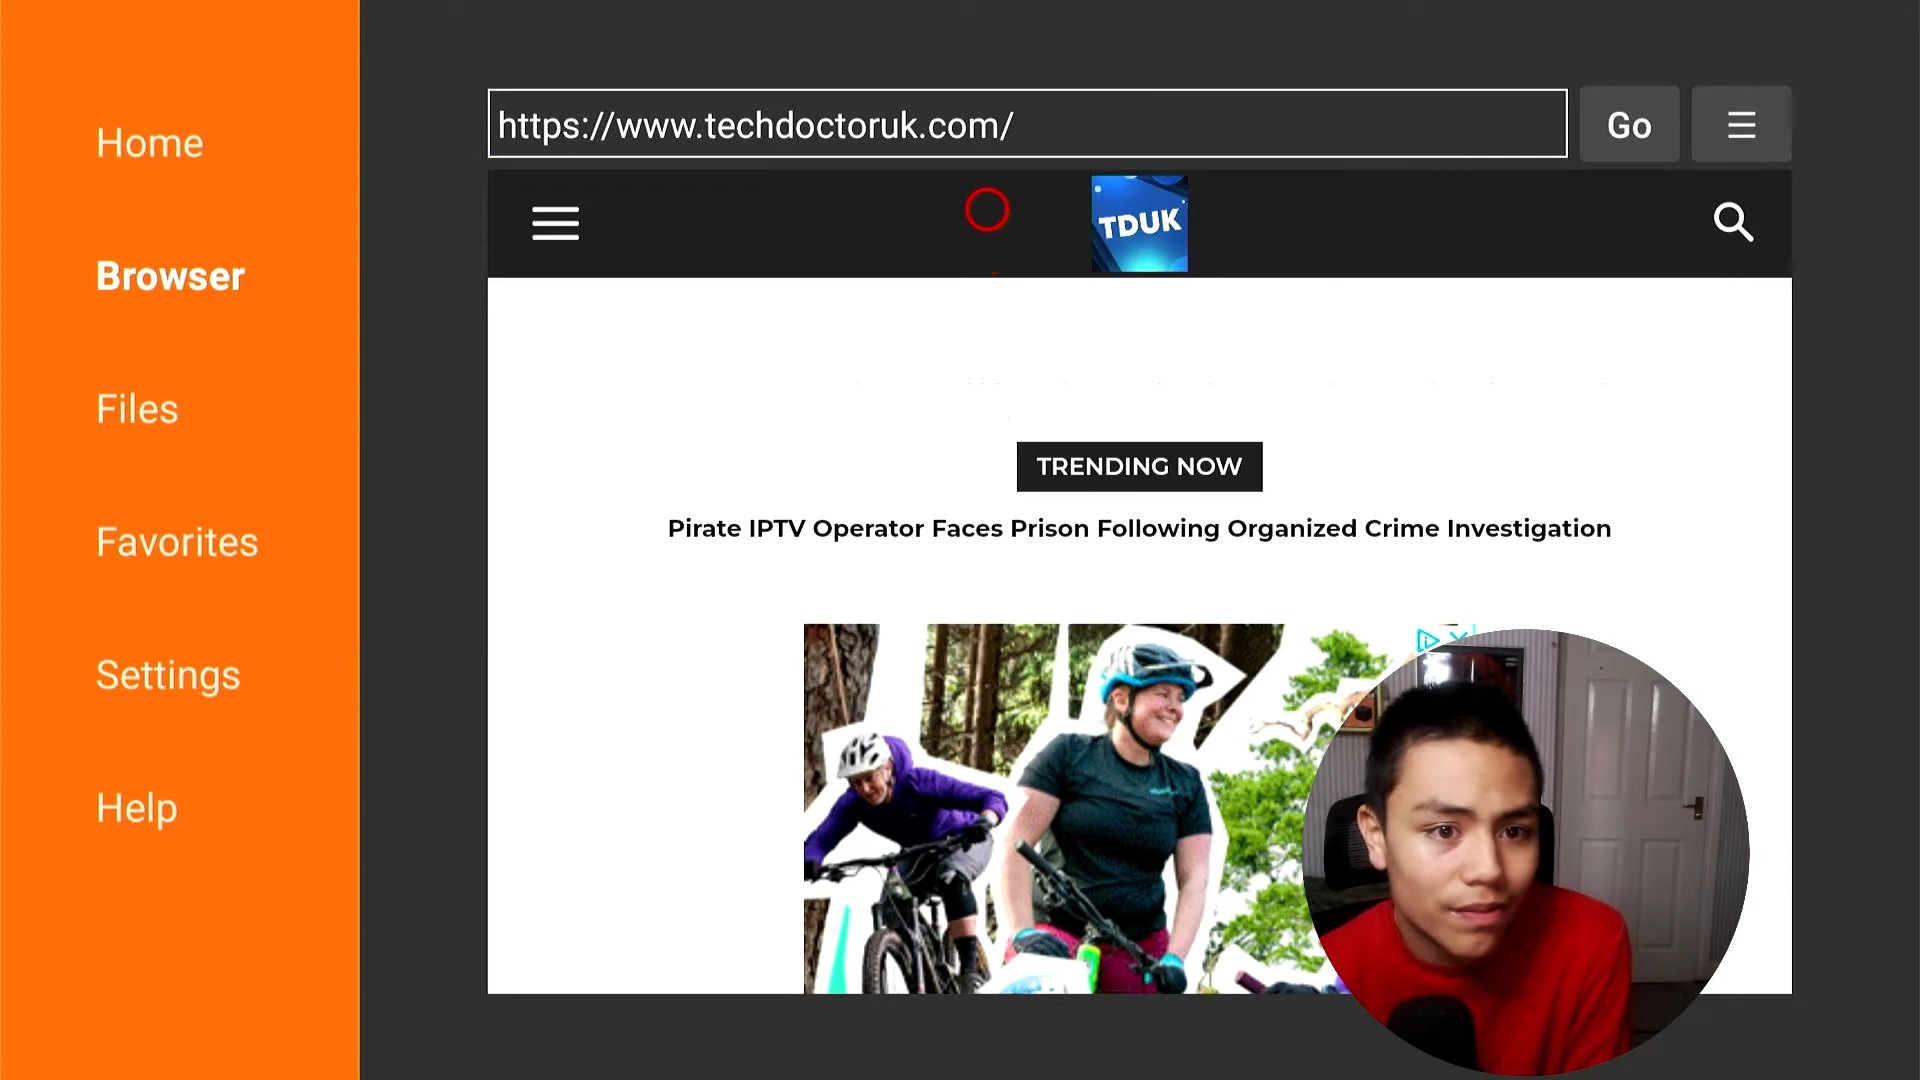 Home
Browser
Files
Favorites
Settings
Help
https://www.techdoctoruk.com/
Go
TDUK
TRENDING NOW
Pirate IPTV Operator Faces Prison Following Organized Crime Investigation